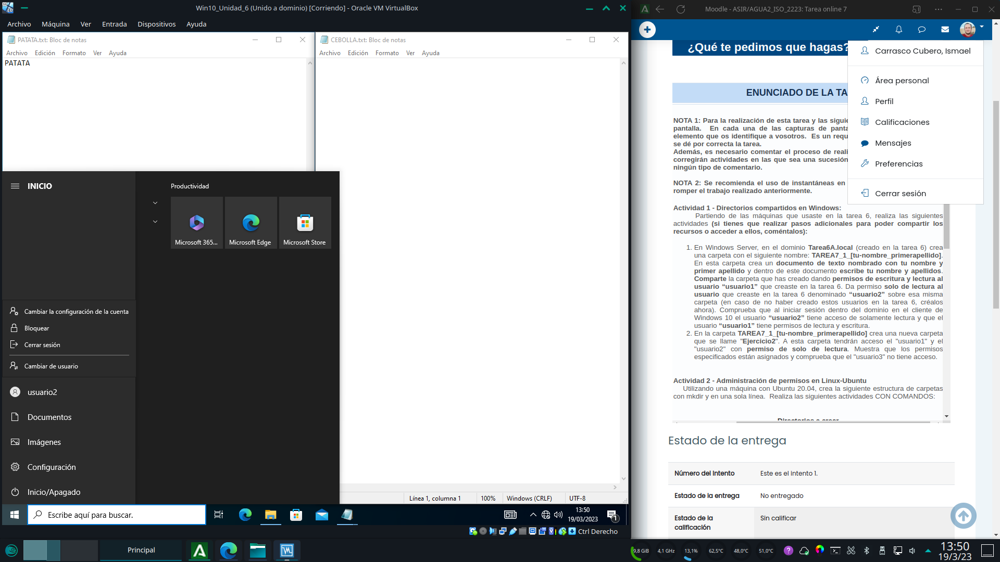 Win10_Unidad_6 (Unido a dominio) [Corriendo] - Oracle VM VirtualBox
Archivo Máquina Ver Entrada Dispositivos Ayuda
PATATA.txt: Bloc de notas
Archivo Edición Formato Ver Ayuda
PATATA
CEBOLLA.txt: Bloc de notas
Archivo Edición Formato Ver Ayuda
INICIO
Productividad
Microsoft 365...
Microsoft Edge
Microsoft Store
Cambiar la configuración de la cuenta
Bloquear
Cerrar sesión
Cambiar de usuario
usuario2
Documentos
Imágenes
Configuración
Inicio/Apagado
Línea 1, columna 1 100% Windows (CRLF) UTF-8
Escribe aquí para buscar.
13:50
19/03/2023
1
Ctrl Derecho
Moodle - ASIR/AGUA2_ISO_2223: Tarea online 7
¿Qué te pedimos que hagas?
Carrasco Cubero, Ismael
Área personal
Perfil
Calificaciones
Mensajes
Preferencias
Cerrar sesión
ENUNCIADO DE LA TA
NOTA 1: Para la realización de esta tarea y las siguie
pantalla. En cada una de las capturas de panta
elemento que os identifique a vosotros. Es un requ
se dé por correcta la tarea.
Además, es necesario comentar el proceso de reali
corregirán actividades en las que sea una sucesión
ningún tipo de comentario.
NOTA 2: Se recomienda el uso de instantáneas en
romper el trabajo realizado anteriormente.
Actividad 1 - Directorios compartidos en Windows:
Partiendo de las máquinas que usaste en la tarea 6, realiza las siguientes
actividades (si tienes que realizar pasos adicionales para poder compartir los
recursos o acceder a ellos, coméntalos):
1. En Windows Server, en el dominio Tarea6A.local (creado en la tarea 6) crea
una carpeta con el siguiente nombre: TAREA7_1_[tu-nombre_primerapellido].
En esta carpeta crea un documento de texto nombrado con tu nombre y
primer apellido y dentro de este documento escribe tu nombre y apellidos.
Comparte la carpeta que has creado dando permisos de escritura y lectura al
usuario “usuario1” que creaste en la tarea 6. Da permiso solo de lectura al
usuario que creaste en la tarea 6 denominado “usuario2” sobre esa misma
carpeta (en caso de no haber creado estos usuarios en la tarea 6, créalos
ahora). Comprueba que al iniciar sesión dentro del dominio en el cliente de
Windows 10 el usuario “usuario2” tiene acceso de solamente lectura y que el
usuario “usuario1” tiene permisos de lectura y escritura.
2. En la carpeta TAREA7_1_[tu-nombre_primerapellido] crea una nueva carpeta
que se llame "Ejercicio2". A esta carpeta tendrán acceso el "usuario1" y el
"usuario2" con permiso de solo de lectura. Muestra que los permisos
especificados están asignados y comprueba que el "usuario3" no tiene acceso.
Actividad 2 - Administración de permisos en Linux-Ubuntu
Utilizando una máquina con Ubuntu 20.04, crea la siguiente estructura de carpetas
con mkdir y en una sola línea. Realiza las siguientes actividades CON COMANDOS:
Directorios a crear
Estado de la entrega
Número del intento Este es el intento 1.
Estado de la entrega No entregado
Estado de la calificación Sin calificar
Principal
9,8 GiB 4,1 GHz 13,1% 62,5°C 48,0°C 51,0°C
13:50
19/3/23